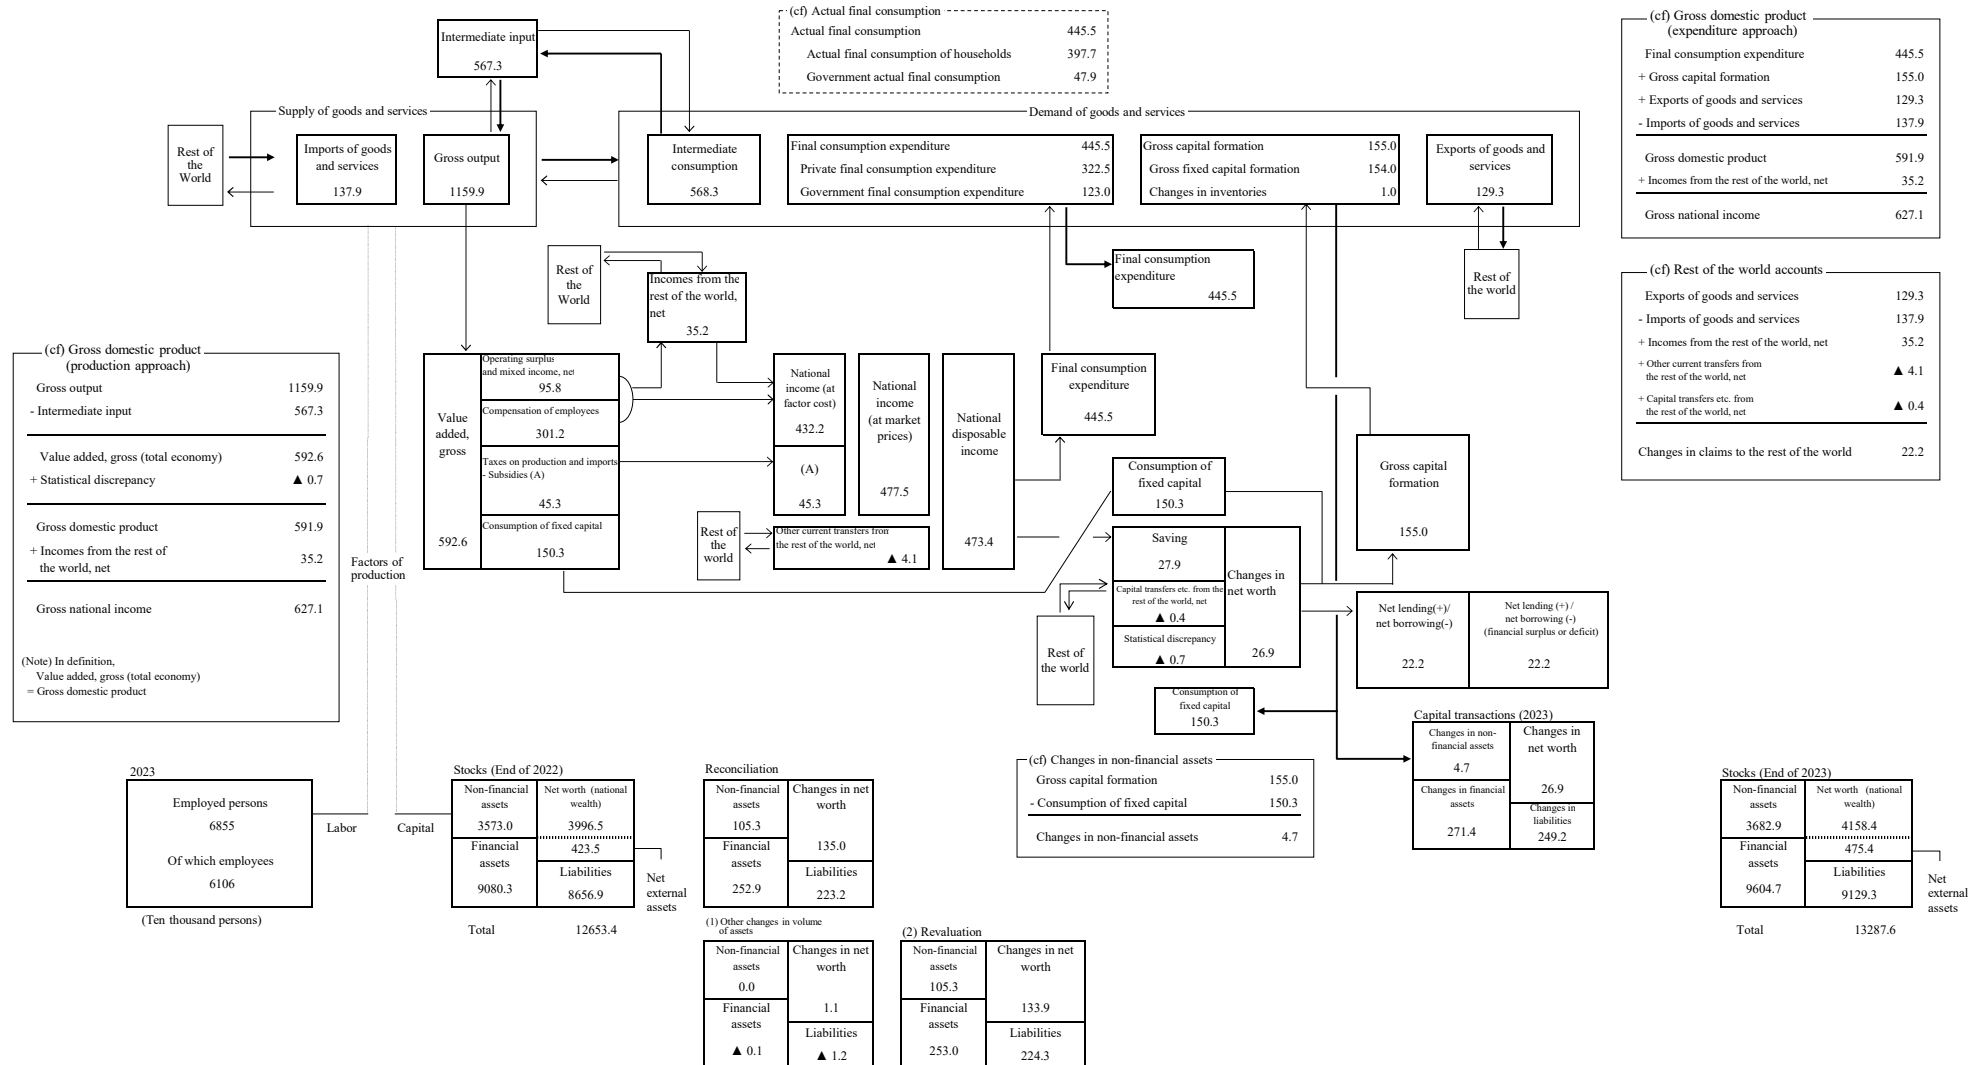 (cf) Actual final consumption
Actual final consumption 445.5
Actual final consumption of households 397.7
Government actual final consumption 47.9
(cf) Gross domestic product
(expenditure approach)
Final consumption expenditure 445.5
+ Gross capital formation 155.0
+ Exports of goods and services 129.3
- Imports of goods and services 137.9
Gross domestic product 591.9
+ Incomes from the rest of the world, net 35.2
Gross national income 627.1
Intermediate input
567.3
Supply of goods and services
Demand of goods and services
Rest of
the
World
Imports of goods
and services
137.9
Gross output
1159.9
Intermediate
consumption
568.3
Final consumption expenditure 445.5
Private final consumption expenditure 322.5
Government final consumption expenditure 123.0
Gross capital formation 155.0
Gross fixed capital formation 154.0
Changes in inventories 1.0
Exports of goods and
services
129.3
Rest of
the
World
Incomes from the
rest of the world,
net
35.2
Final consumption
expenditure
445.5
Rest of
the world
(cf) Rest of the world accounts
Exports of goods and services 129.3
- Imports of goods and services 137.9
+ Incomes from the rest of the world, net 35.2
+ Other current transfers from
the rest of the world, net ▲ 4.1
+ Capital transfers etc. from
the rest of the world, net ▲ 0.4
Changes in claims to the rest of the world 22.2
(cf) Gross domestic product
(production approach)
Gross output 1159.9
- Intermediate input 567.3
Value added, gross (total economy) 592.6
+ Statistical discrepancy ▲ 0.7
Gross domestic product 591.9
+ Incomes from the rest of
the world, net 35.2
Gross national income 627.1
(Note) In definition,
Value added, gross (total economy)
= Gross domestic product
Factors of
production
Value
added,
gross
592.6
Operating surplus
and mixed income, net
95.8
Compensation of employees
301.2
Taxes on production and imports
- Subsidies (A)
45.3
Consumption of fixed capital
150.3
National
income (at
factor cost)
432.2
(A)
45.3
National
income
(at market
prices)
477.5
National
disposable
income
473.4
Rest of
the
world
Other current transfers from
the rest of the world, net
▲ 4.1
Final consumption
expenditure
445.5
Consumption of
fixed capital
150.3
Saving
27.9
Capital transfers etc. from the
rest of the world, net
▲ 0.4
Statistical discrepancy
▲ 0.7
Changes in
net worth
26.9
Rest of
the world
Gross capital
formation
155.0
Net lending(+)/
net borrowing(-)
22.2
Net lending (+) /
net borrowing (-)
(financial surplus or deficit)
22.2
Consumption of
fixed capital
150.3
Capital transactions (2023)
Changes in non-
financial assets
4.7
Changes in
net worth
26.9
Changes in financial
assets
271.4
Changes in
liabilities
249.2
(cf) Changes in non-financial assets
Gross capital formation 155.0
- Consumption of fixed capital 150.3
Changes in non-financial assets 4.7
2023
Employed persons
6855
Of which employees
6106
(Ten thousand persons)
Labor
Capital
Stocks (End of 2022)
Non-financial
assets
3573.0
Net worth (national
wealth)
3996.5
423.5
Financial
assets
9080.3
Liabilities
8656.9
Net
external
assets
Total 12653.4
Reconciliation
Non-financial
assets
105.3
Changes in net
worth
135.0
Financial
assets
252.9
Liabilities
223.2
(1) Other changes in volume
of assets
Non-financial
assets
0.0
Changes in net
worth
1.1
Financial
assets
▲ 0.1
Liabilities
▲ 1.2
(2) Revaluation
Non-financial
assets
105.3
Changes in net
worth
133.9
Financial
assets
253.0
Liabilities
224.3
Stocks (End of 2023)
Non-financial
assets
3682.9
Net worth (national
wealth)
4158.4
475.4
Financial
assets
9604.7
Liabilities
9129.3
Net
external
assets
Total 13287.6